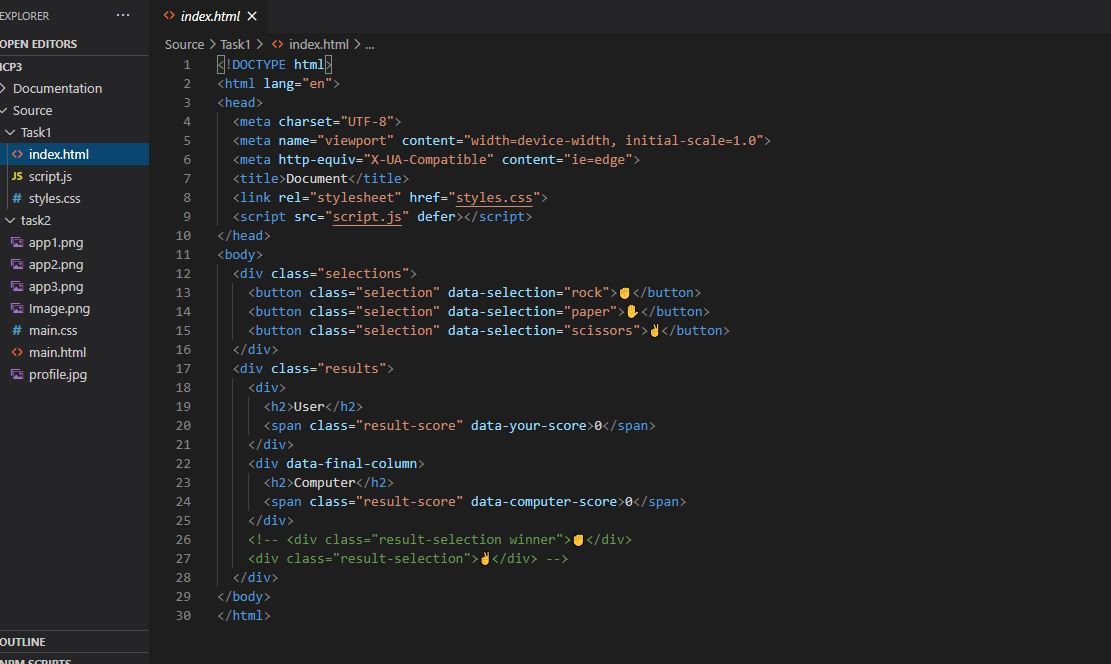 EXPLORER
···
OPEN EDITORS
ICP3
Documentation
Source
Task1
<> index.html
JS script.js
# styles.css
task2
app1.png
app2.png
app3.png
Image.png
# main.css
<> main.html
profile.jpg
OUTLINE
NPM SCRIPTS
<> index.html ×
Source > Task1 > <> index.html > ...
1 <!DOCTYPE html>
2 <html lang="en">
3 <head>
4   <meta charset="UTF-8">
5   <meta name="viewport" content="width=device-width, initial-scale=1.0">
6   <meta http-equiv="X-UA-Compatible" content="ie=edge">
7   <title>Document</title>
8   <link rel="stylesheet" href="styles.css">
9   <script src="script.js" defer></script>
10 </head>
11 <body>
12   <div class="selections">
13     <button class="selection" data-selection="rock">✊</button>
14     <button class="selection" data-selection="paper">✋</button>
15     <button class="selection" data-selection="scissors">✌</button>
16   </div>
17   <div class="results">
18     <div>
19       <h2>User</h2>
20       <span class="result-score" data-your-score>0</span>
21     </div>
22     <div data-final-column>
23       <h2>Computer</h2>
24       <span class="result-score" data-computer-score>0</span>
25     </div>
26     <!-- <div class="result-selection winner">✊</div>
27     <div class="result-selection">✌</div> -->
28   </div>
29 </body>
30 </html>